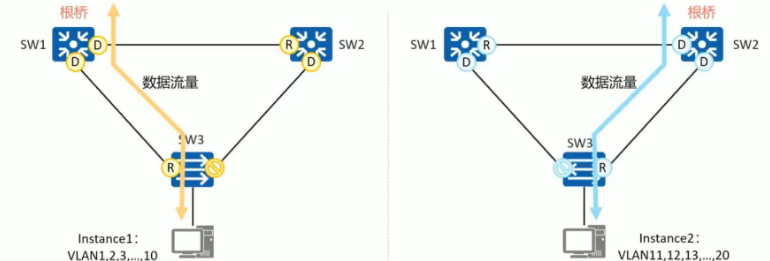 根桥
SW1
D
R
SW2
D
D
数据流量
SW3
R
Instance1：
VLAN1,2,3,...,10
根桥
SW1
R
D
SW2
D
D
数据流量
SW3
R
Instance2：
VLAN11,12,13,...,20